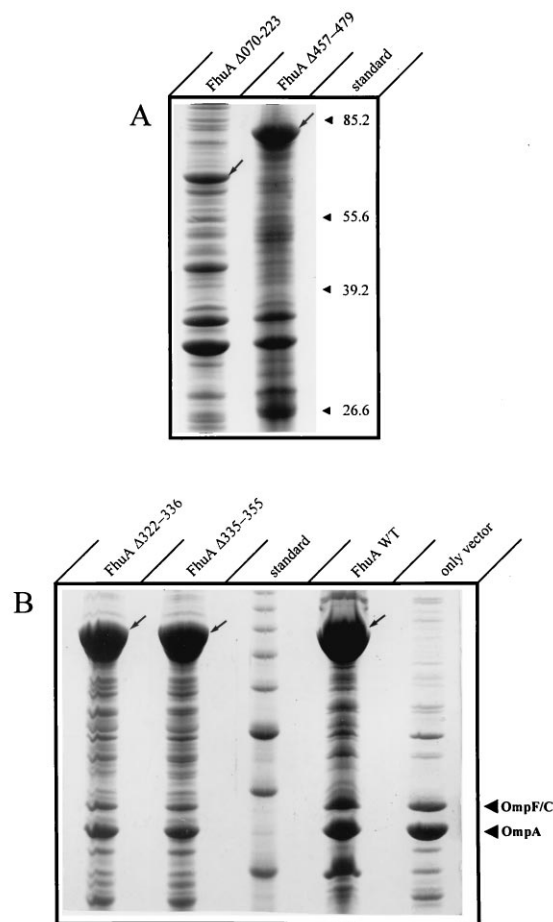 FhuA Δ070-223
FhuA Δ457–479
standard
A
85.2
55.6
39.2
26.6
FhuA Δ322–336
FhuA Δ335–355
standard
FhuA WT
only vector
B
OmpF/C
OmpA